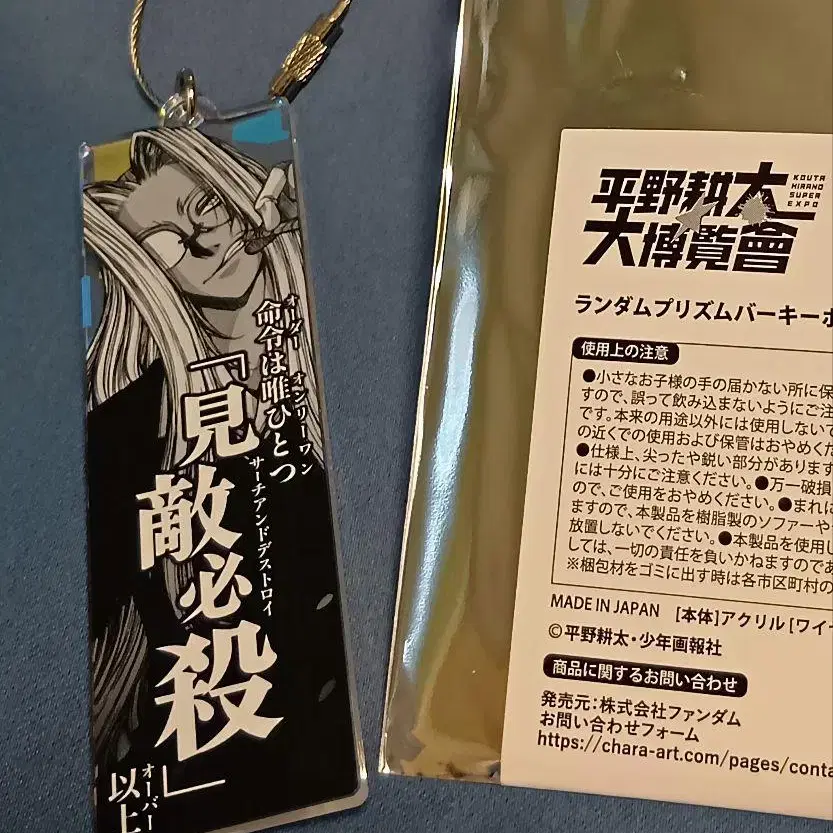 オーダー オンリーワン
命令は唯ひとつ
サーチアンドデストロイ
「見敵必殺」
オーバー
以上
平野耕太
大博覧會
KOUTA
HIRANO
SUPER
EXPO
ランダムプリズムバーキーホ
使用上の注意
●小さなお子様の手の届かない所に保
すので、誤って飲み込まないようにご注
です。本来の用途以外には使用しないで
の近くでの使用および保管はおやめくだ
●仕様上、尖ったや鋭い部分があります
には十分にご注意ください。●万一破損
ので、ご使用をおやめください。●まれに
ますので、本製品を樹脂製のソファーや
放置しないでください。●本製品を使用し
しては、一切の責任を負いかねますのであ
※梱包材をゴミに出す時は各市区町村の
MADE IN JAPAN [本体]アクリル [ワイヤ
©平野耕太・少年画報社
商品に関するお問い合わせ
発売元:株式会社ファンダム
お問い合わせフォーム
https://chara-art.com/pages/conta